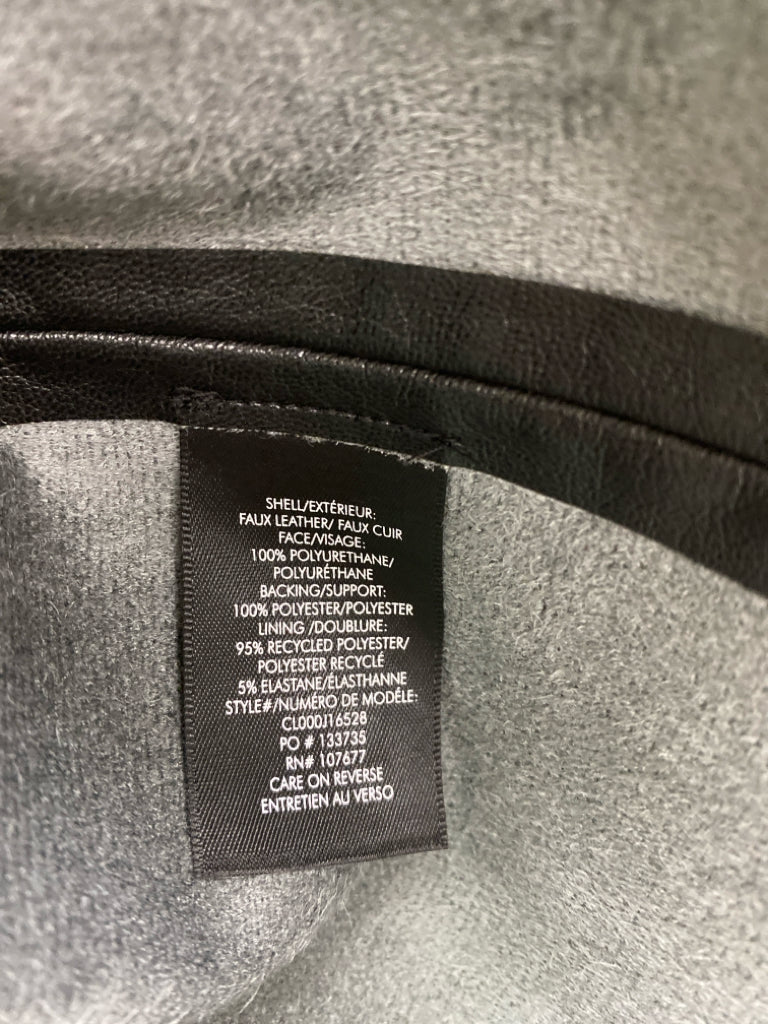 SHELL/EXTÉRIEUR:
FAUX LEATHER/ FAUX CUIR
FACE/VISAGE:
100% POLYURETHANE/
POLYURÉTHANE
BACKING/SUPPORT:
100% POLYESTER/POLYESTER
LINING /DOUBLURE:
95% RECYCLED POLYESTER/
POLYESTER RECYCLÉ
5% ELASTANE/ÉLASTHANNE
STYLE#/NUMÉRO DE MODÉLE:
CL000J16528
PO # 133735
RN# 107677
CARE ON REVERSE
ENTRETIEN AU VERSO